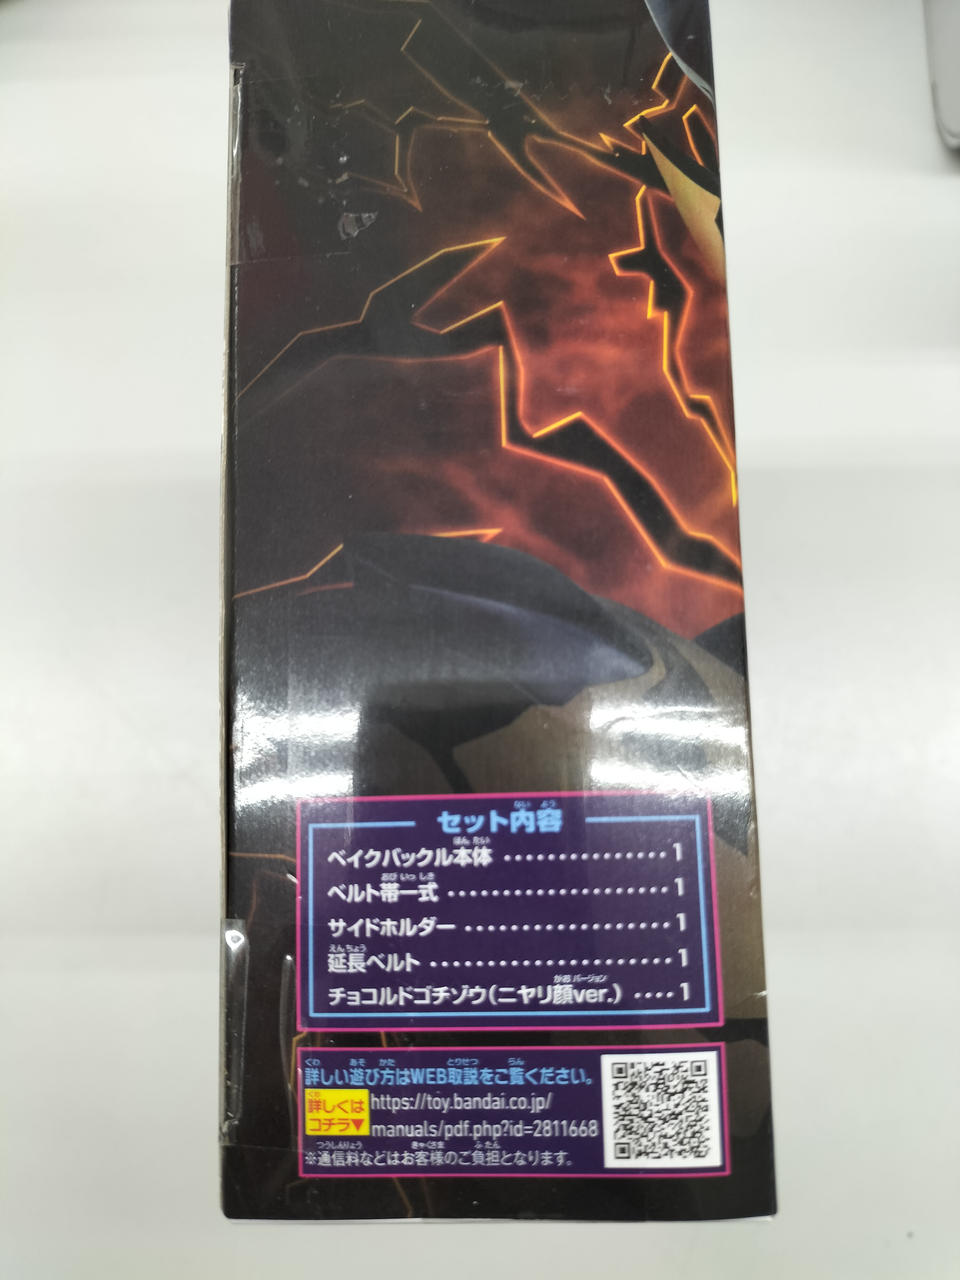 セット内容
ベイクバックル本体 ・・・・・・・・・・・・・・・・ 1
ベルト帯一式 ・・・・・・・・・・・・・・・・・・・・・・ 1
サイドホルダー ・・・・・・・・・・・・・・・・・・・・ 1
延長ベルト ・・・・・・・・・・・・・・・・・・・・・・・・ 1
チョコルドゴチゾウ(ニヤリ顔ver.) ・・・・ 1
詳しい遊び方はWEB取説をご覧ください。
詳しくは
コチラ▼
https://toy.bandai.co.jp/
manuals/pdf.php?id=2811668
※通信料などはお客様のご負担となります。